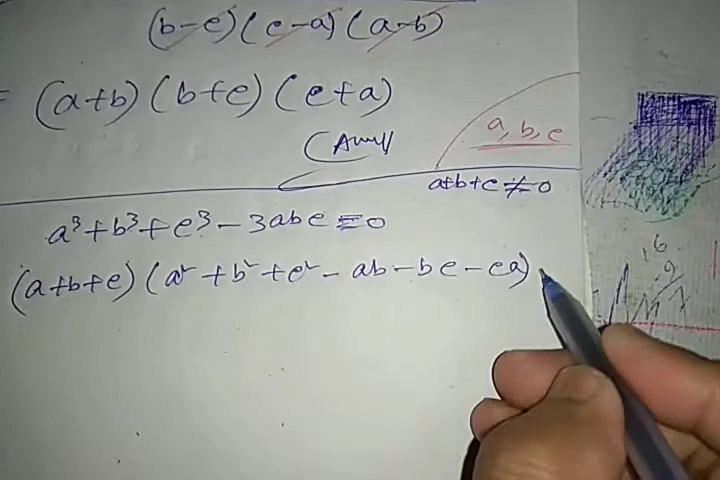 (b-c)(c-a)(a-b)
= (a+b)(b+c)(c+a)
(Ans)
a, b, c
a+b+c ≠ 0
a³+b³+c³-3abc = 0
(a+b+c)(a²+b²+c²-ab-bc-ca)